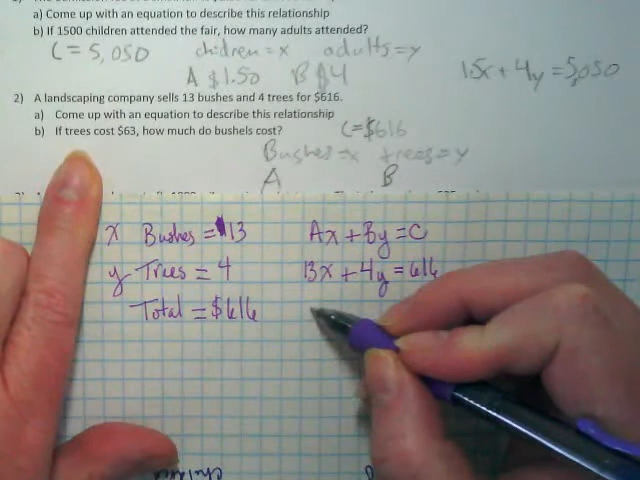 a) Come up with an equation to describe this relationship
b) If 1500 children attended the fair, how many adults attended?
C = 5,050 children = x adults = y
A $1.50 B $4 1.5x + 4y = 5,050
2) A landscaping company sells 13 bushes and 4 trees for $616.
a) Come up with an equation to describe this relationship
b) If trees cost $63, how much do bushels cost? C=$616
Bushes = x trees = y
A B
x Bushes = 13 Ax + By = C
y Trees = 4 13x + 4y = 616
Total = $616